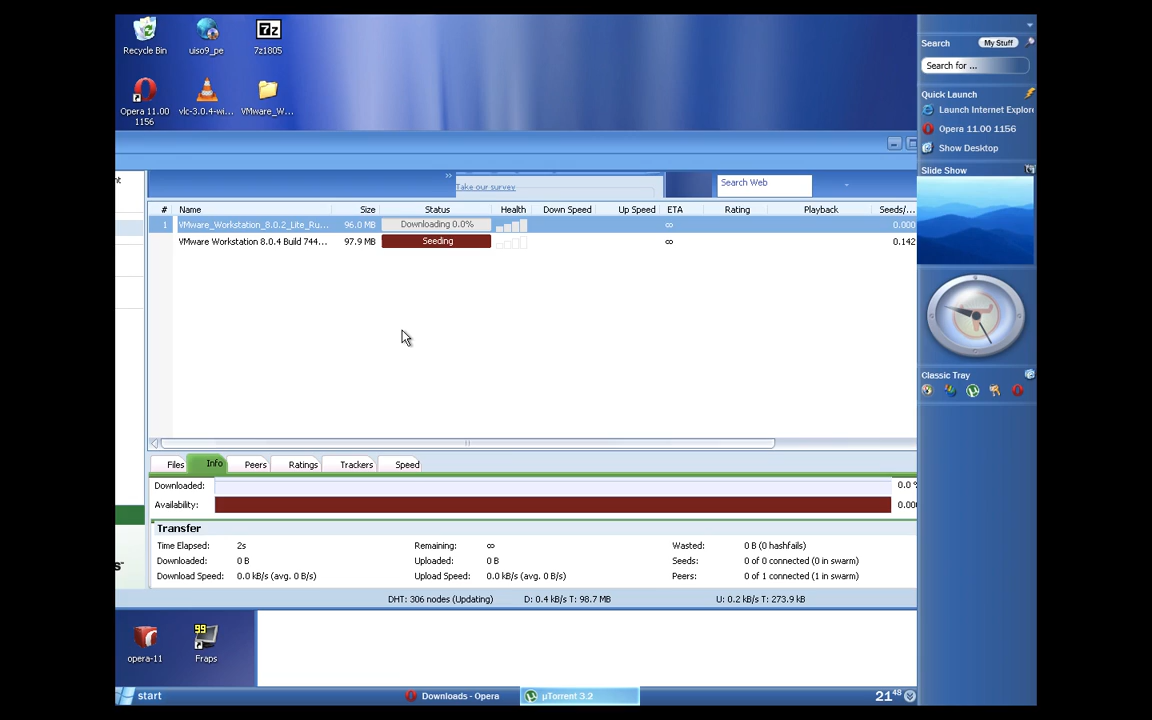 Recycle Bin
uiso9_pe
7z
7z1805
Opera 11.00
1156
vlc-3.0.4-wi...
VMware_W...
Search
My Stuff
Search for ...
Quick Launch
Launch Internet Explore
Opera 11.00 1156
Show Desktop
Slide Show
Take our survey
Search Web
# Name Size Status Health Down Speed Up Speed ETA Rating Playback Seeds/...
1 VMware_Workstation_8.0.2_Lite_Ru... 96.0 MB Downloading 0.0% ∞ 0.000
VMware Workstation 8.0.4 Build 744... 97.9 MB Seeding ∞ 0.142
Classic Tray
Files Info Peers Ratings Trackers Speed
Downloaded: 0.0 %
Availability: 0.000
Transfer
Time Elapsed: 2s Remaining: ∞ Wasted: 0 B (0 hashfails)
Downloaded: 0 B Uploaded: 0 B Seeds: 0 of 0 connected (0 in swarm)
Download Speed: 0.0 kB/s (avg. 0 B/s) Upload Speed: 0.0 kB/s (avg. 0 B/s) Peers: 0 of 1 connected (1 in swarm)
DHT: 306 nodes (Updating) D: 0.4 kB/s T: 98.7 MB U: 0.2 kB/s T: 273.9 kB
opera-11
99
Fraps
start
Downloads - Opera
µTorrent 3.2
21 48